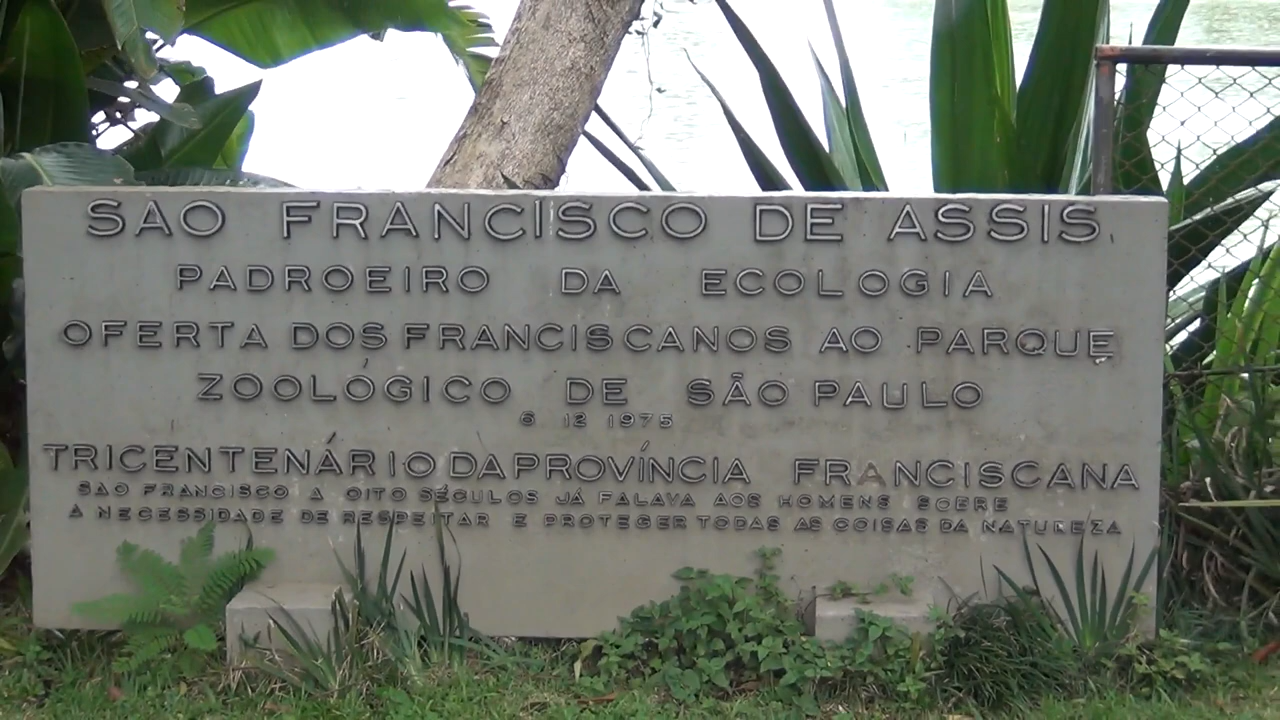 SAO FRANCISCO DE ASSIS
PADROEIRO DA ECOLOGIA
OFERTA DOS FRANCISCANOS AO PARQUE
ZOOLÓGICO DE SÃO PAULO
6 12 1975
TRICENTENÁRIO DA PROVÍNCIA FRANCISCANA
SAO FRANCISCO A OITO SÉCULOS JÁ FALAVA AOS HOMENS SOBRE
A NECESSIDADE DE RESPEITAR E PROTEGER TODAS AS COISAS DA NATUREZA